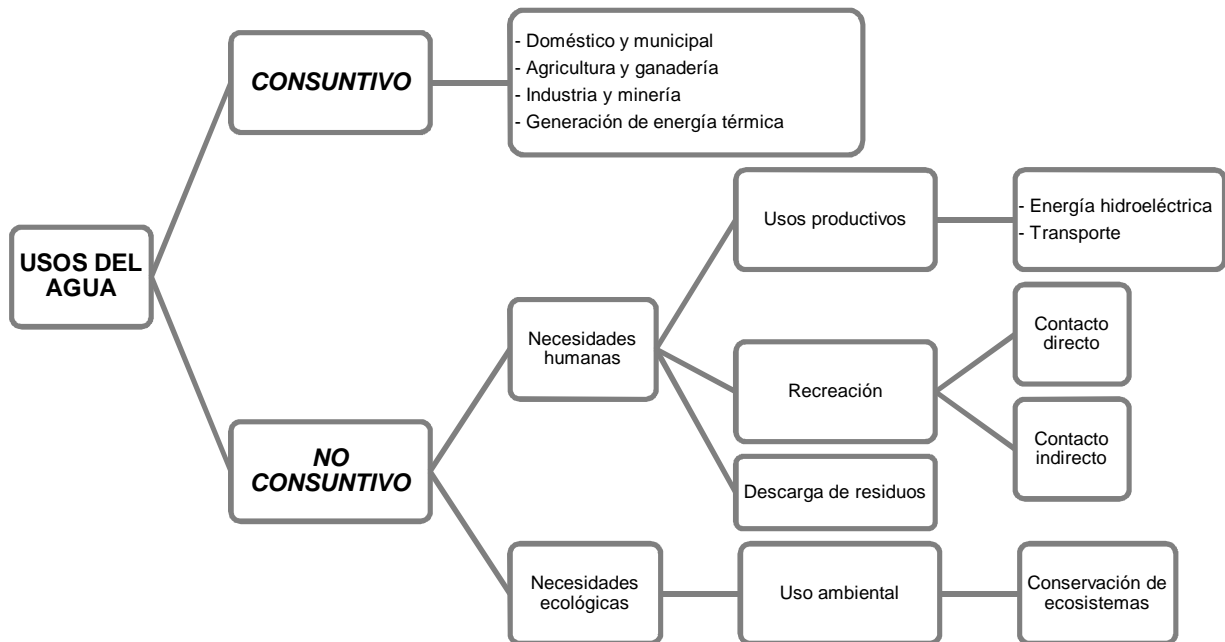 USOS DEL
AGUA
CONSUNTIVO
- Doméstico y municipal
- Agricultura y ganadería
- Industria y minería
- Generación de energía térmica
NO
CONSUNTIVO
Necesidades
humanas
Usos productivos
- Energía hidroeléctrica
- Transporte
Recreación
Contacto
directo
Contacto
indirecto
Descarga de residuos
Necesidades
ecológicas
Uso ambiental
Conservación de
ecosistemas